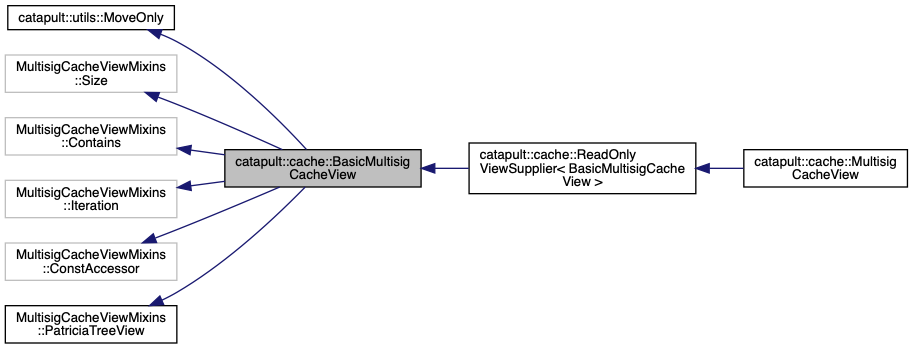 catapult::utils::MoveOnly
MultisigCacheViewMixins
::Size
MultisigCacheViewMixins
::Contains
MultisigCacheViewMixins
::Iteration
MultisigCacheViewMixins
::ConstAccessor
MultisigCacheViewMixins
::PatriciaTreeView
catapult::cache::BasicMultisig
CacheView
catapult::cache::ReadOnly
ViewSupplier< BasicMultisigCache
View >
catapult::cache::Multisig
CacheView